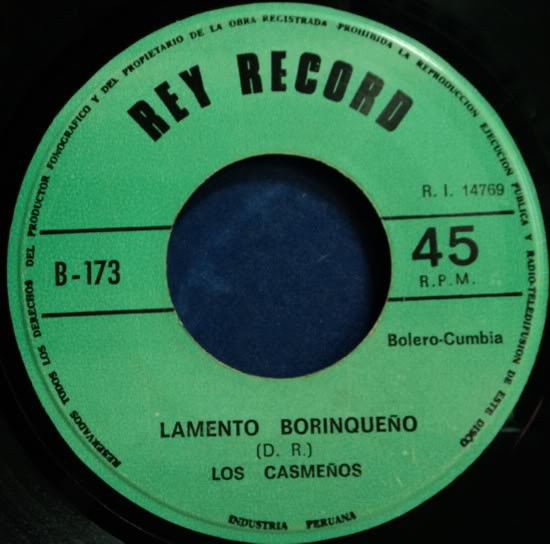 RESERVADOS TODOS LOS DERECHOS DEL PRODUCTOR FONOGRAFICO Y DEL PROPIETARIO DE LA OBRA REGISTRADA PROHIBIDA LA REPRODUCCION EJECUCION PUBLICA Y RADIO-TELEDIFUSION DE ESTE DISCO
REY RECORD
R. I. 14769
B-173
45
R.P.M.
Bolero-Cumbia
LAMENTO BORINQUEÑO
(D. R.)
LOS CASMEÑOS
INDUSTRIA PERUANA